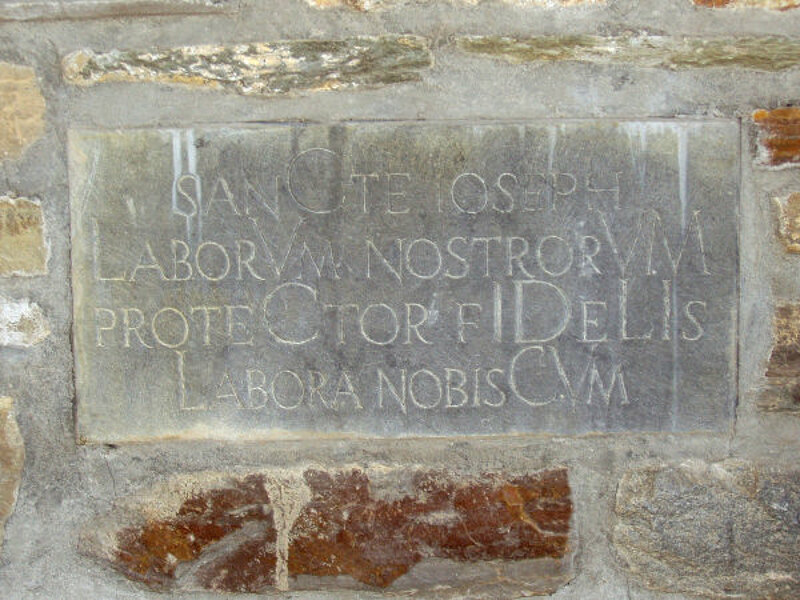 SANCTE IOSEPH
LABORVM NOSTRORVM
PROTECTOR FIDELIS
LABORA NOBISCVM